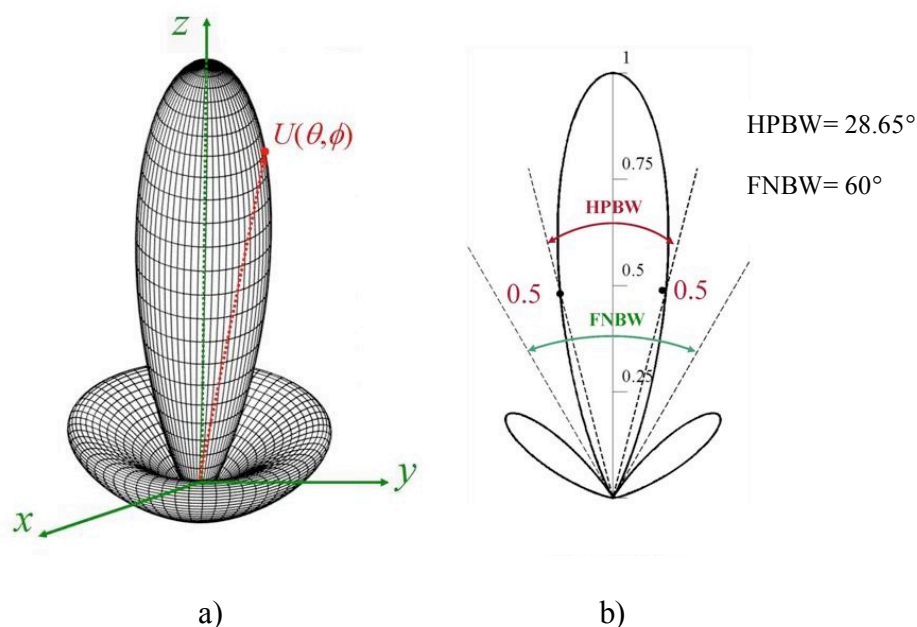 z
U(θ,ϕ)
y
x
a)
1
0.75
HPBW
0.5
0.5
0.5
FNBW
0.25
b)
HPBW= 28.65°
FNBW= 60°